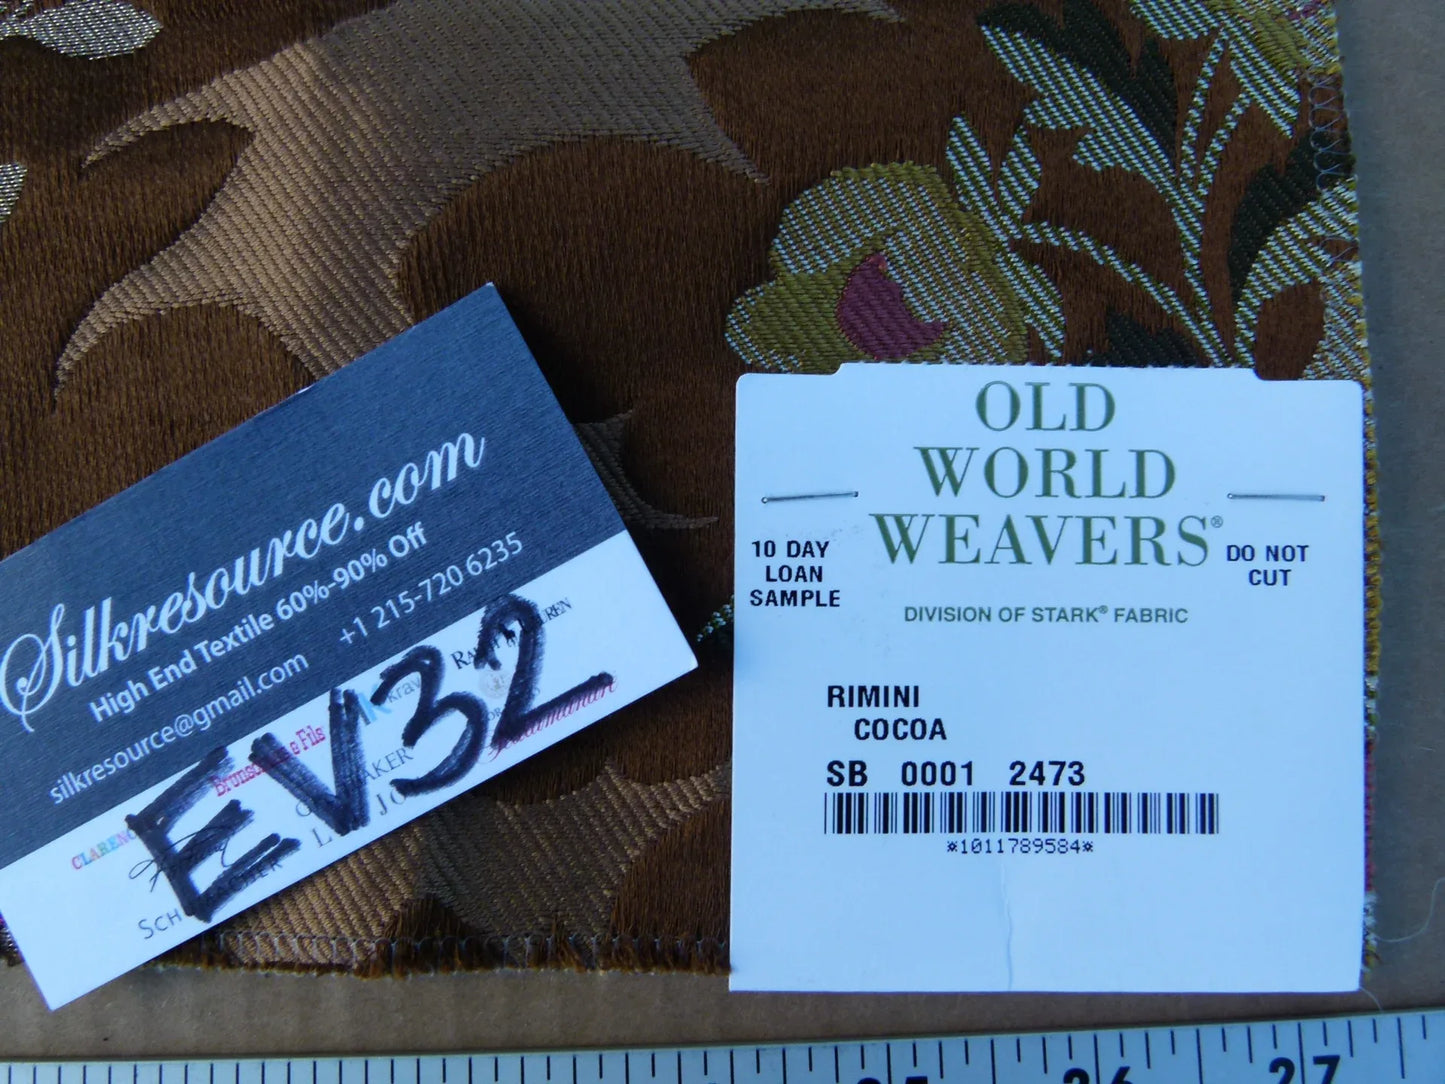 Silkresource.com
High End Textile 60%-90% Off
silkresource@gmail.com +1 215-720 6235
EV32
OLD
WORLD
WEAVERS®
10 DAY
LOAN
SAMPLE
DO NOT
CUT
DIVISION OF STARK® FABRIC
RIMINI
COCOA
SB 0001 2473
*1011789584*
26 27